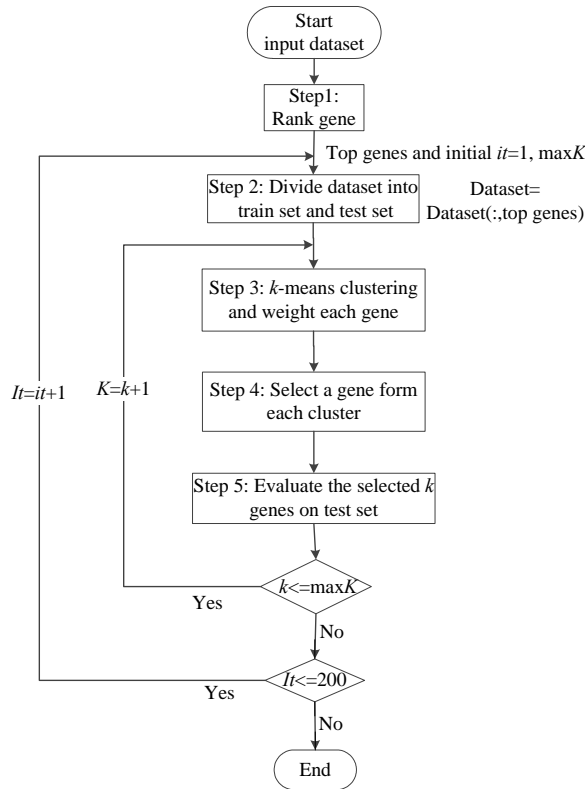 Start
input dataset
Step1:
Rank gene
Top genes and initial it=1, maxK
Step 2: Divide dataset into
train set and test set
Dataset=
Dataset(:,top genes)
Step 3: k-means clustering
and weight each gene
It=it+1
K=k+1
Step 4: Select a gene form
each cluster
Step 5: Evaluate the selected k
genes on test set
k<=maxK
Yes
No
It<=200
Yes
No
End